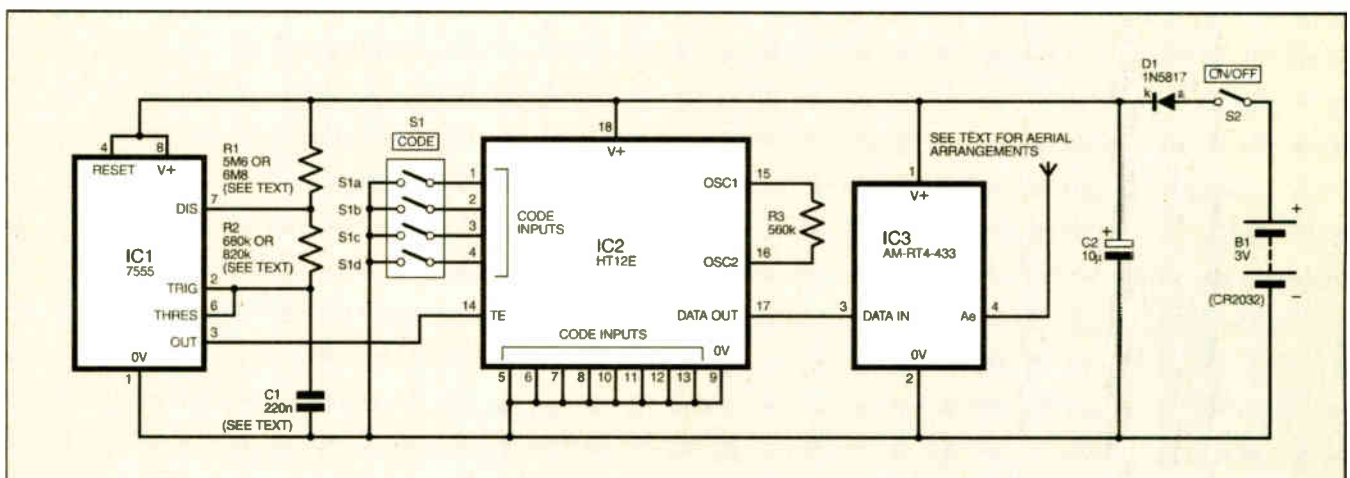 D1
1N5817
k
a
ON/OFF
S2
4
8
RESET
V+
R1
5M6 OR
6M8
(SEE TEXT)
DIS
7
IC1
7555
R2
680k OR
820k
(SEE TEXT)
TRIG
2
THRES
6
OUT
3
0V
1
C1
220n
(SEE TEXT)
S1
CODE
S1a
S1b
S1c
S1d
1
2
3
4
CODE
INPUTS
18
V+
IC2
HT12E
OSC1
15
OSC2
16
R3
560k
14
TE
DATA OUT
17
CODE INPUTS
0V
5
6
7
8
10
11
12
13
9
SEE TEXT FOR AERIAL
ARRANGEMENTS
1
V+
IC3
AM-RT4-433
3
DATA IN
Ae
4
0V
2
+
C2
10µ
+
B1
3V
(CR2032)
−